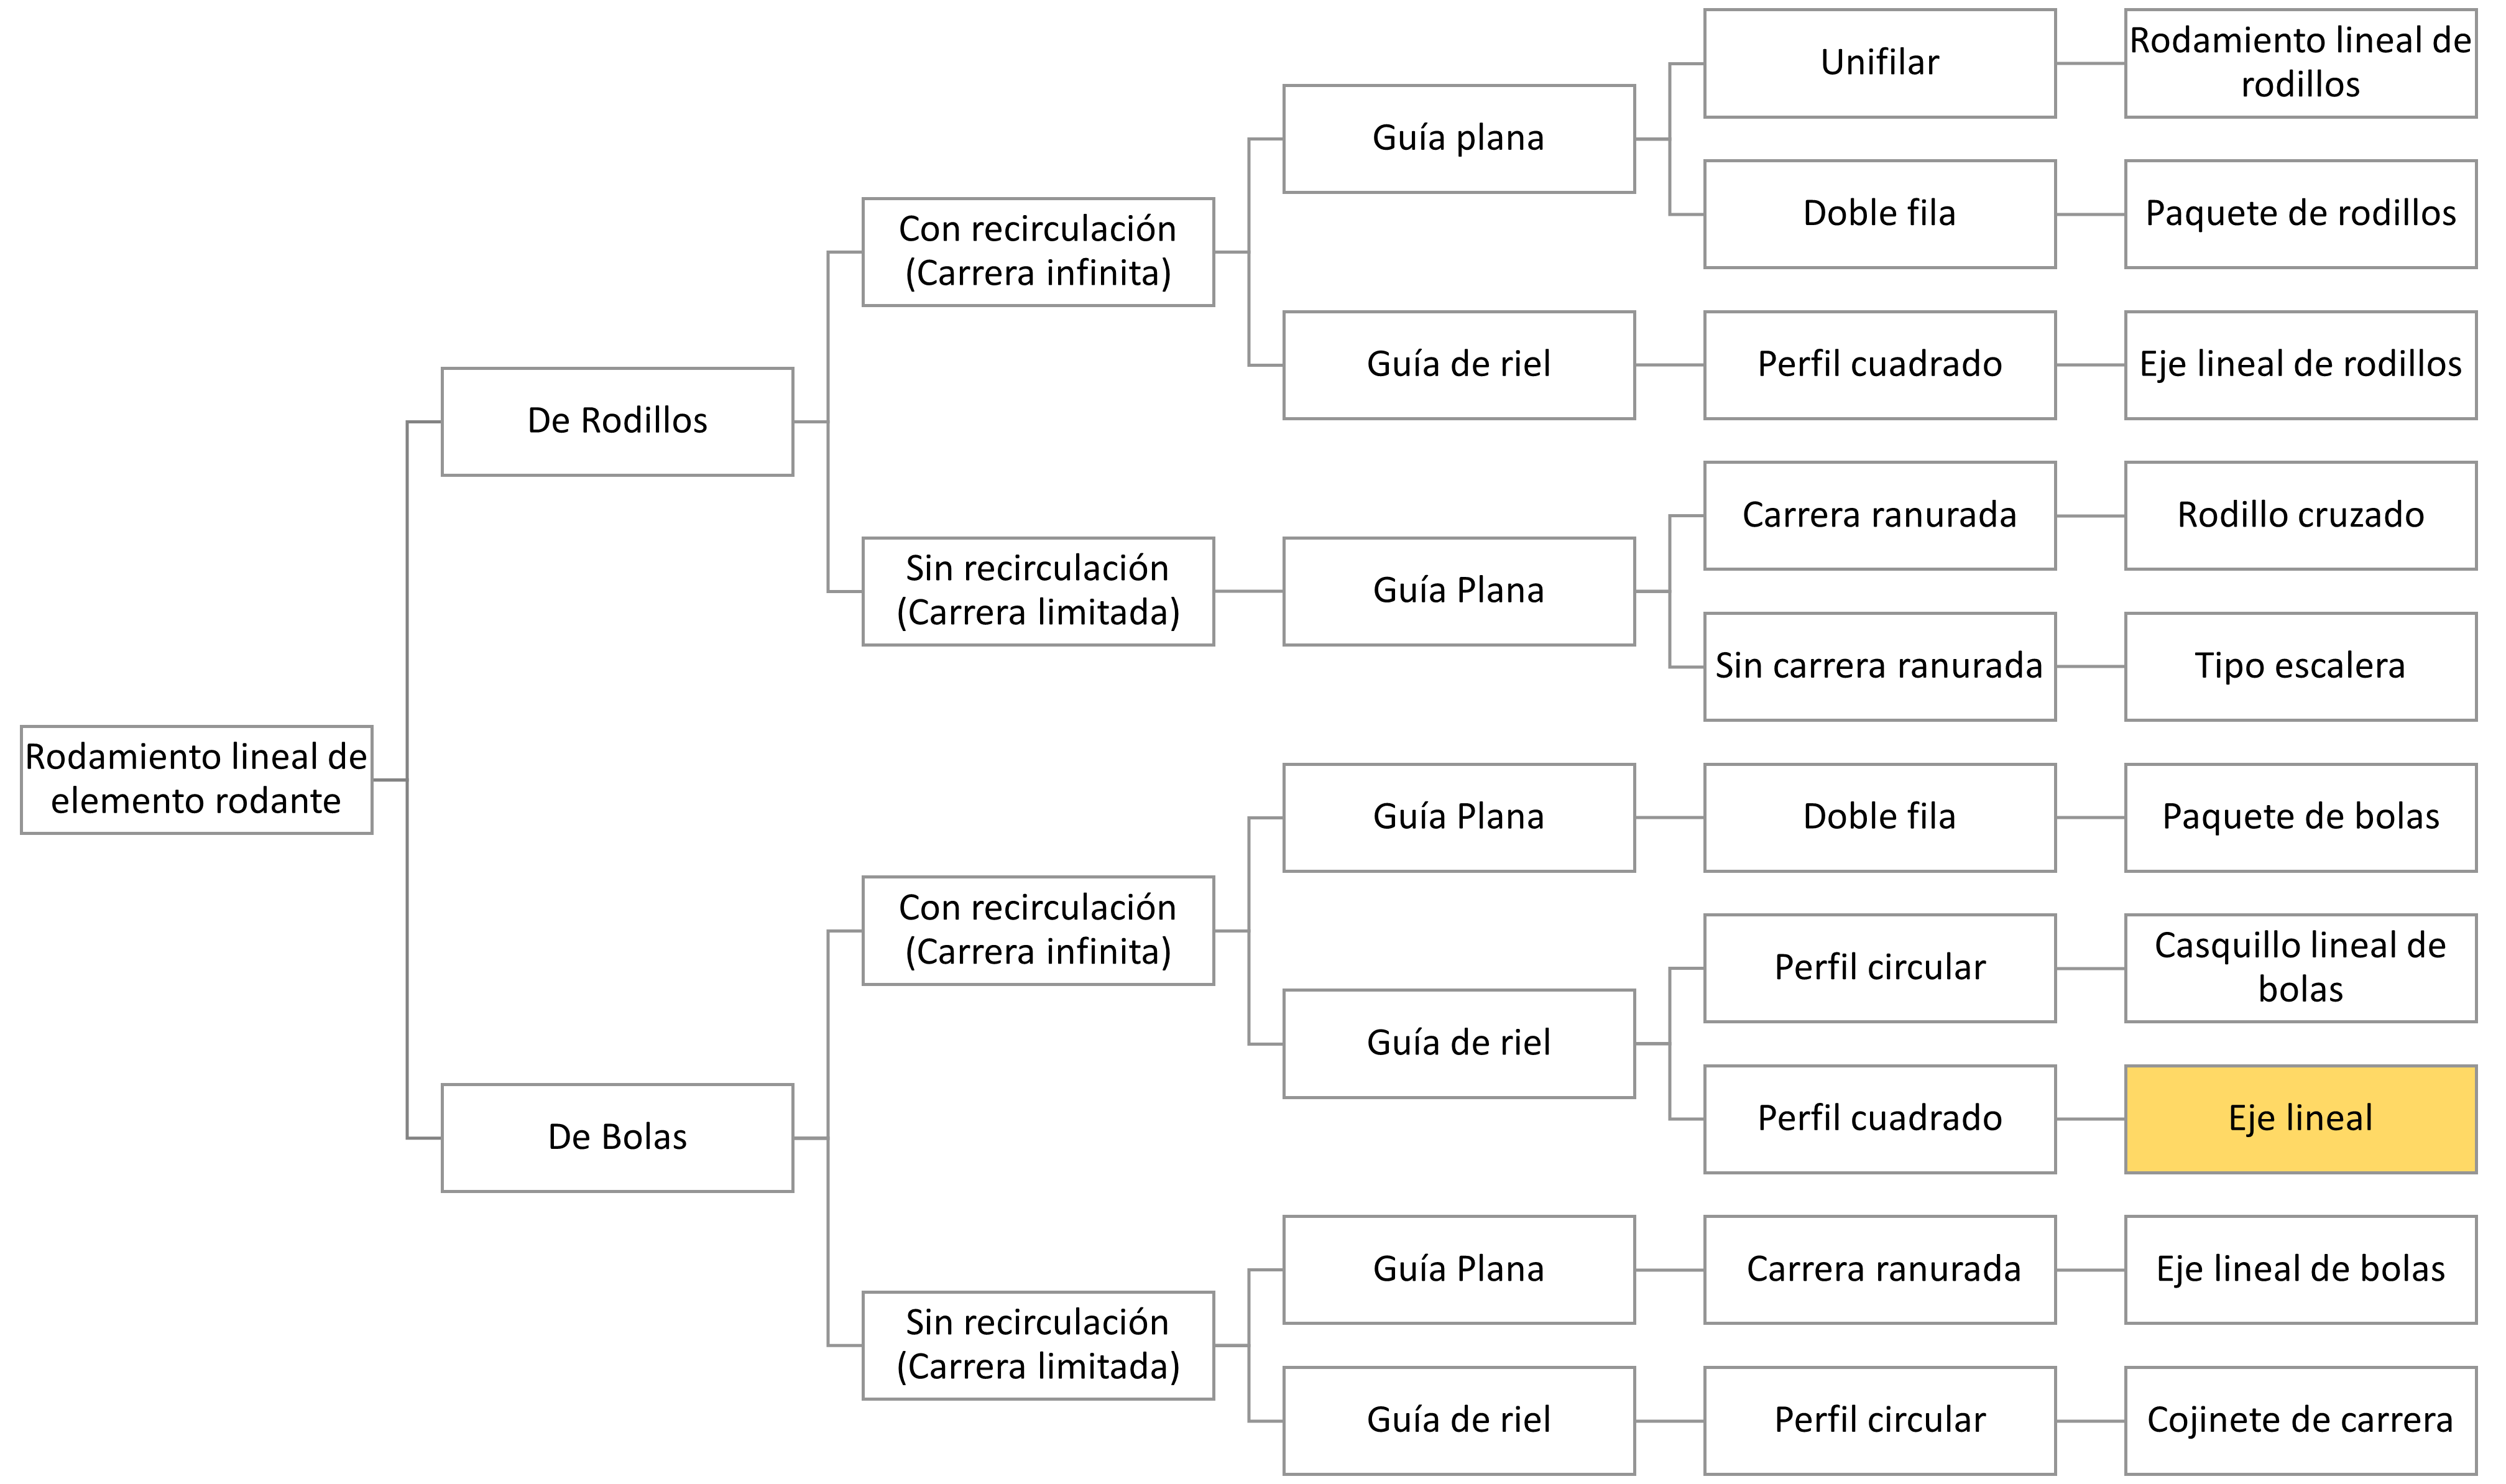 Rodamiento lineal de
elemento rodante
De Rodillos
Con recirculación
(Carrera infinita)
Guía plana
Unifilar
Rodamiento lineal de
rodillos
Doble fila
Paquete de rodillos
Guía de riel
Perfil cuadrado
Eje lineal de rodillos
Sin recirculación
(Carrera limitada)
Guía Plana
Carrera ranurada
Rodillo cruzado
Sin carrera ranurada
Tipo escalera
De Bolas
Con recirculación
(Carrera infinita)
Guía Plana
Doble fila
Paquete de bolas
Guía de riel
Perfil circular
Casquillo lineal de
bolas
Perfil cuadrado
Eje lineal
Sin recirculación
(Carrera limitada)
Guía Plana
Carrera ranurada
Eje lineal de bolas
Guía de riel
Perfil circular
Cojinete de carrera